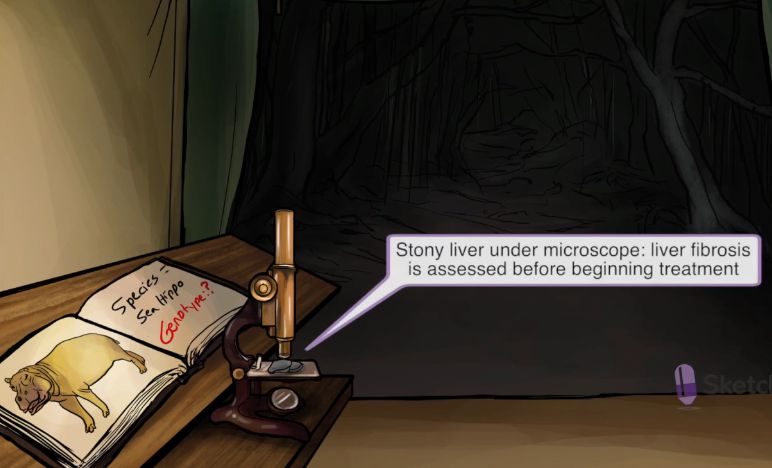 Stony liver under microscope: liver fibrosis
is assessed before beginning treatment
Species =
Sea Hippo
Genotype:?
Sketch